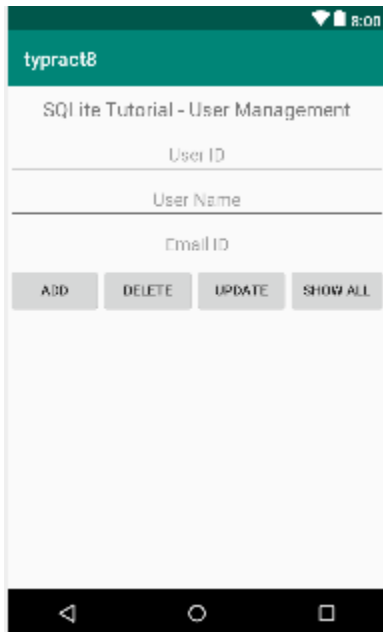 8:00
typract8
SQLite Tutorial - User Management
User ID
User Name
Email ID
ADD DELETE UPDATE SHOW ALL